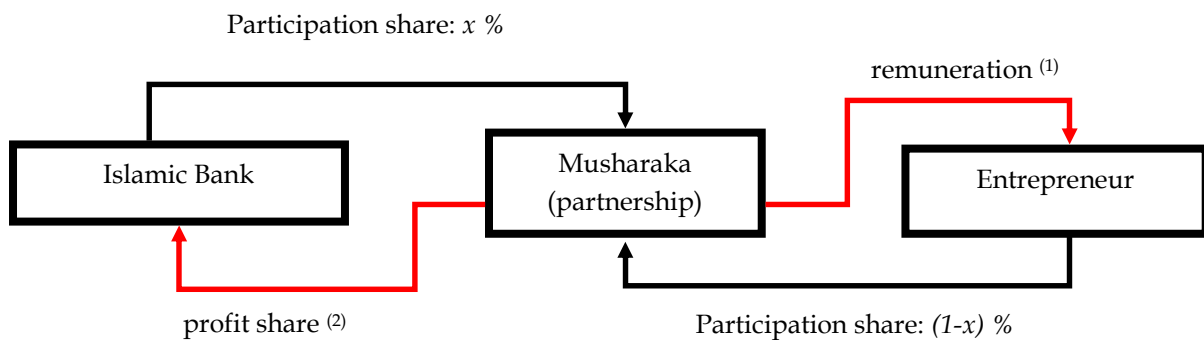 Participation share: x %
remuneration (1)
Islamic Bank
Musharaka
(partnership)
Entrepreneur
profit share (2)
Participation share: (1-x) %